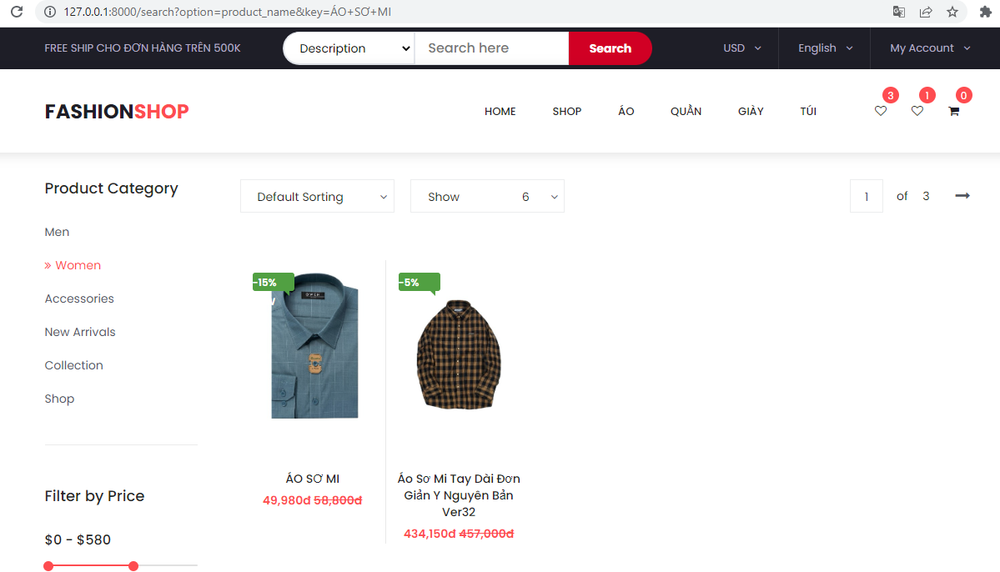 127.0.0.1:8000/search?option=product_name&key=ÁO+SƠ+MI
FREE SHIP CHO ĐƠN HÀNG TRÊN 500K
Description
Search here
Search
USD
English
My Account
FASHIONSHOP
HOME
SHOP
ÁO
QUẦN
GIÀY
TÚI
3
1
0
Product Category
Men
» Women
Accessories
New Arrivals
Collection
Shop
Filter by Price
$0 - $580
Default Sorting
Show 6
1 of 3
-15%
-5%
ÁO SƠ MI
49,980đ 58,800đ
Áo Sơ Mi Tay Dài Đơn
Giản Y Nguyên Bản
Ver32
434,150đ 457,000đ